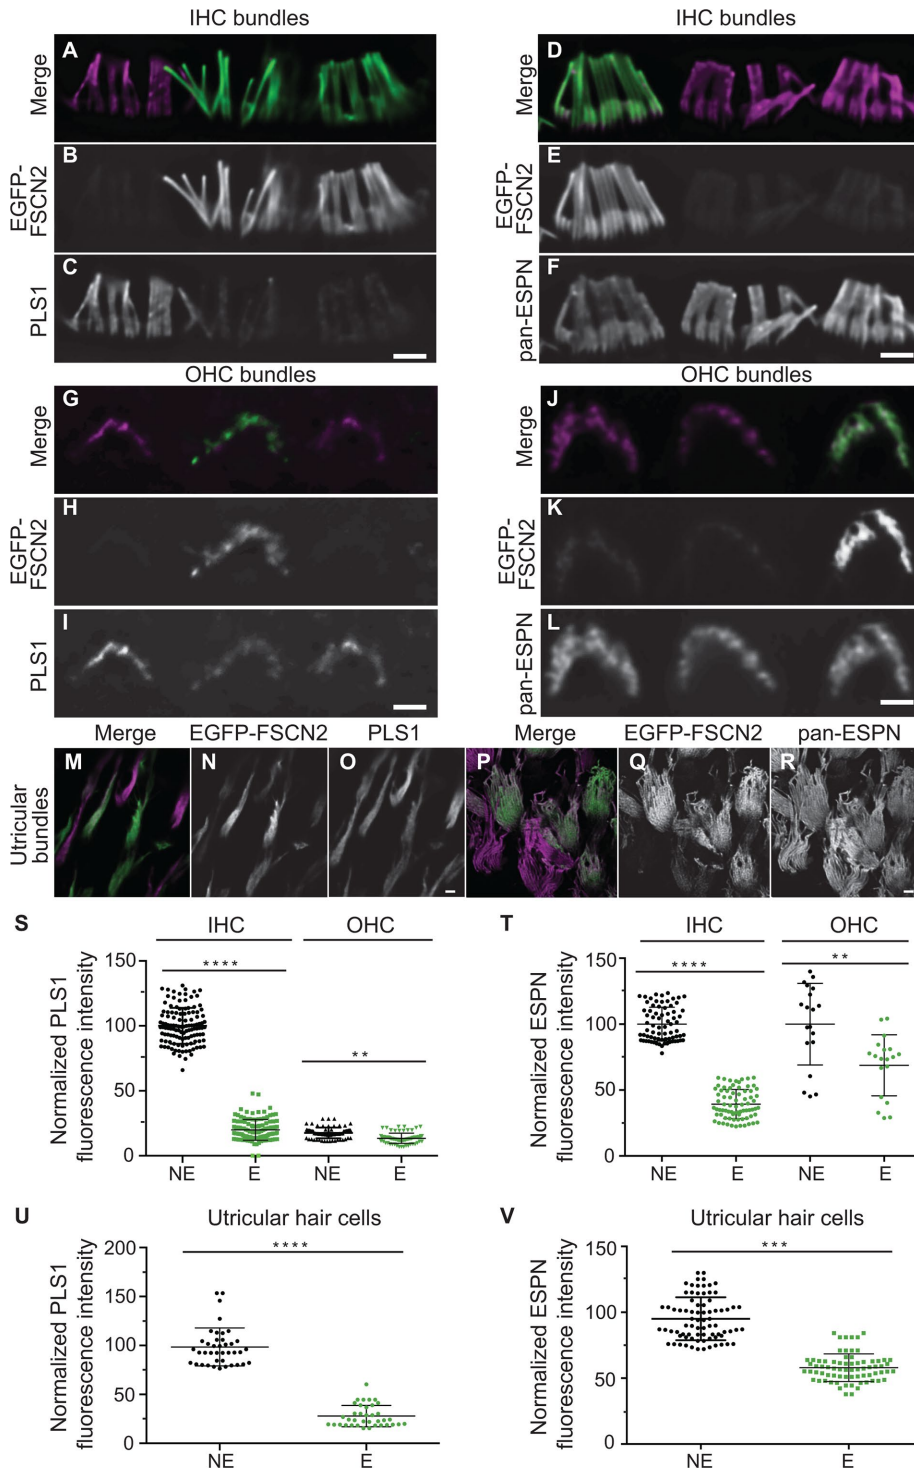 IHC bundles
IHC bundles
A
Merge
D
Merge
B
EGFP-
FSCN2
E
EGFP-
FSCN2
C
PLS1
F
pan-ESPN
OHC bundles
OHC bundles
G
Merge
J
Merge
H
EGFP-
FSCN2
K
EGFP-
FSCN2
I
PLS1
L
pan-ESPN
Merge EGFP-FSCN2 PLS1 Merge EGFP-FSCN2 pan-ESPN
M N O P Q R
Utricular
bundles
S
IHC OHC
****
**
Normalized PLS1
fluorescence intensity
150
100
50
0
NE E NE E
T
IHC OHC
****
**
Normalized ESPN
fluorescence intensity
150
100
50
0
NE E NE E
U
Utricular hair cells
****
Normalized PLS1
fluorescence intensity
200
150
100
50
0
NE E
V
Utricular hair cells
***
Normalized ESPN
fluorescence intensity
150
100
50
0
NE E